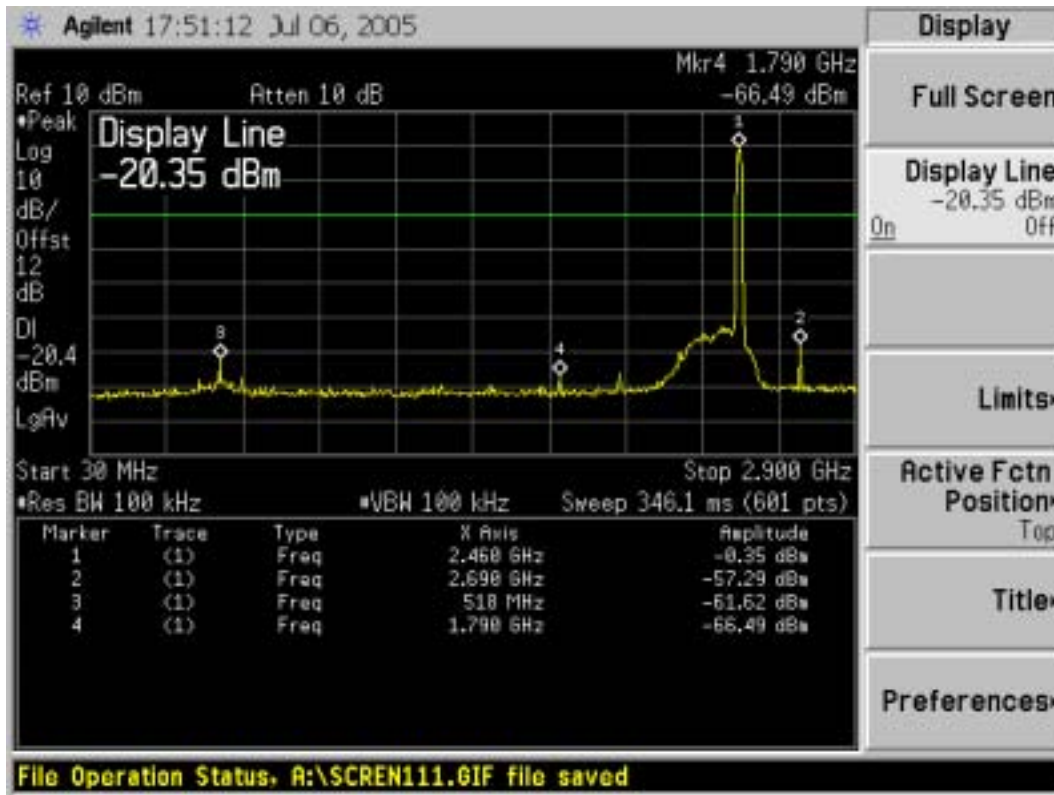 Agilent 17:51:12 Jul 06, 2005
Display
Mkr4 1.790 GHz
Ref 10 dBm Atten 10 dB -66.49 dBm
Full Screen
#Peak
Log
10
dB/
Offst
12
dB
DI
-20.4
dBm
LgAv
Display Line
-20.35 dBm
1
2
3
4
Display Line
-20.35 dBm
On Off
Limits
Start 30 MHz Stop 2.900 GHz
#Res BW 100 kHz #VBW 100 kHz Sweep 346.1 ms (601 pts)
Active Fctn
Position
Top
Marker Trace Type X Axis Amplitude
1 (1) Freq 2.460 GHz -0.35 dBm
2 (1) Freq 2.690 GHz -57.29 dBm
3 (1) Freq 518 MHz -61.62 dBm
4 (1) Freq 1.790 GHz -66.49 dBm
Title
Preferences
File Operation Status, A:\SCREN111.GIF file saved